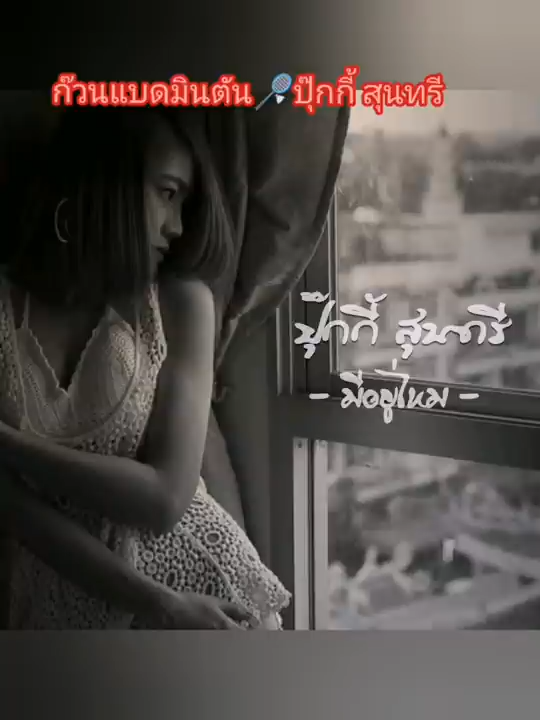 ก๊วนแบดมินตัน🏸ปุ๊กกี้ สุนทรี
ปุ๊กกี้ สุนทรี
- มีอยู่ไหม -